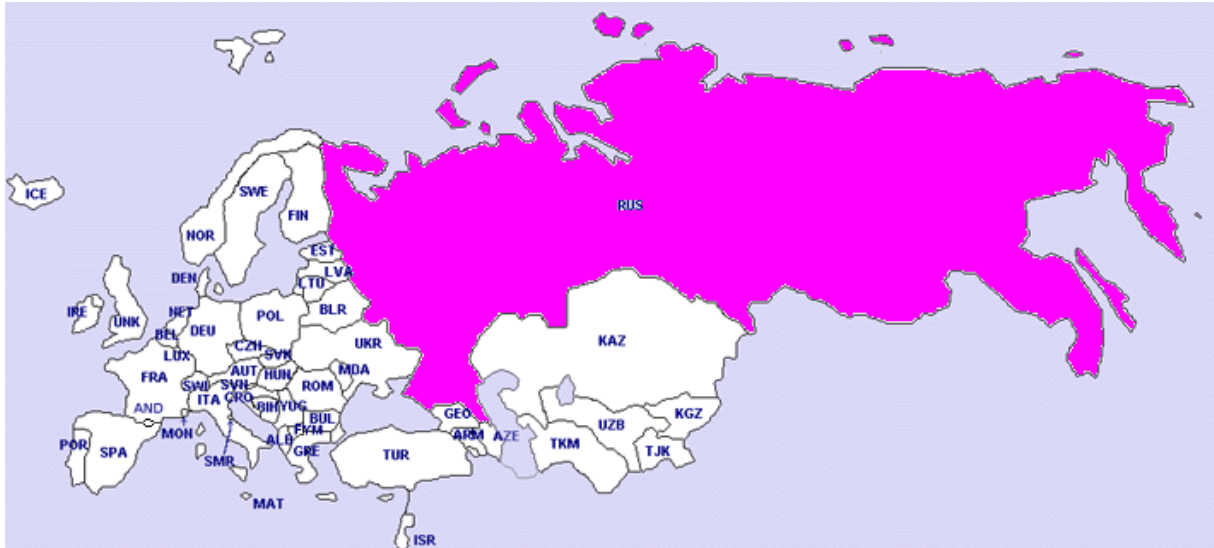 ICE
SWE
FIN
RUS
NOR
EST
DEN
LVA
LTU
IRE
UNK
NET
POL
BLR
BEL
DEU
LUX
CZH
SVK
UKR
KAZ
FRA
SWI
AUT
HUN
MDA
SVN
ROM
ITA
CRO
BIH
YUG
AND
BUL
GEO
KGZ
MON
FYM
UZB
POR
SPA
SMR
ALB
GRE
TUR
ARM
AZE
TKM
TJK
MAT
ISR